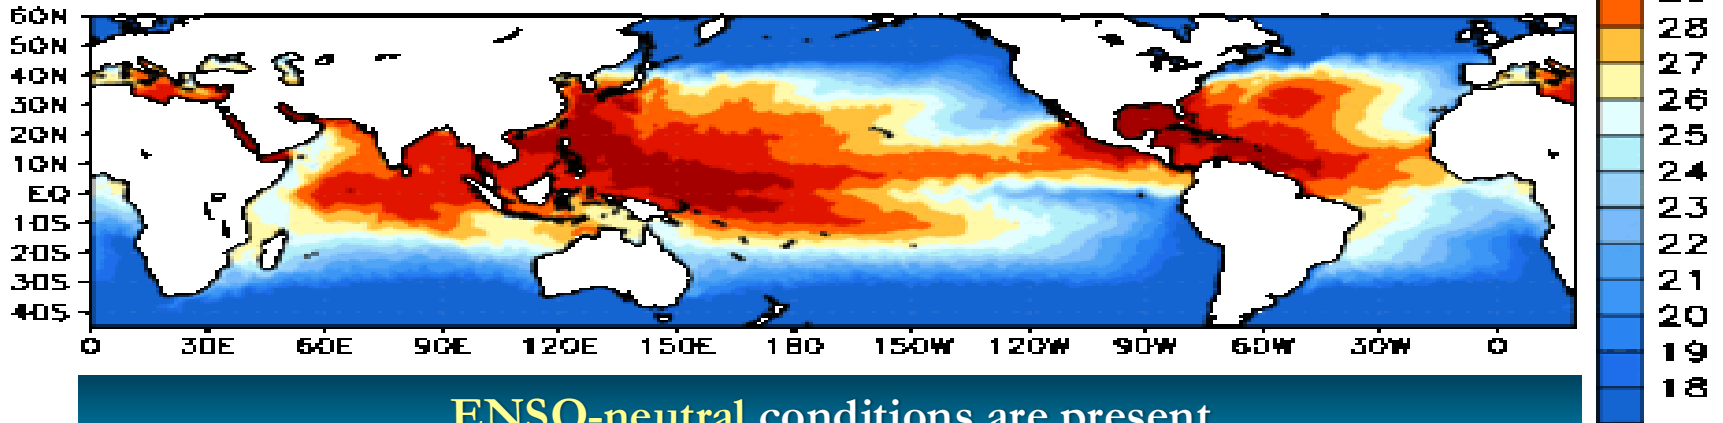 60N
50N
40N
30N
20N
10N
EQ
10S
20S
30S
40S
0 30E 60E 90E 120E 150E 180 150W 120W 90W 60W 30W 0
28
27
26
25
24
23
22
21
20
19
18
ENSO-neutral conditions are present